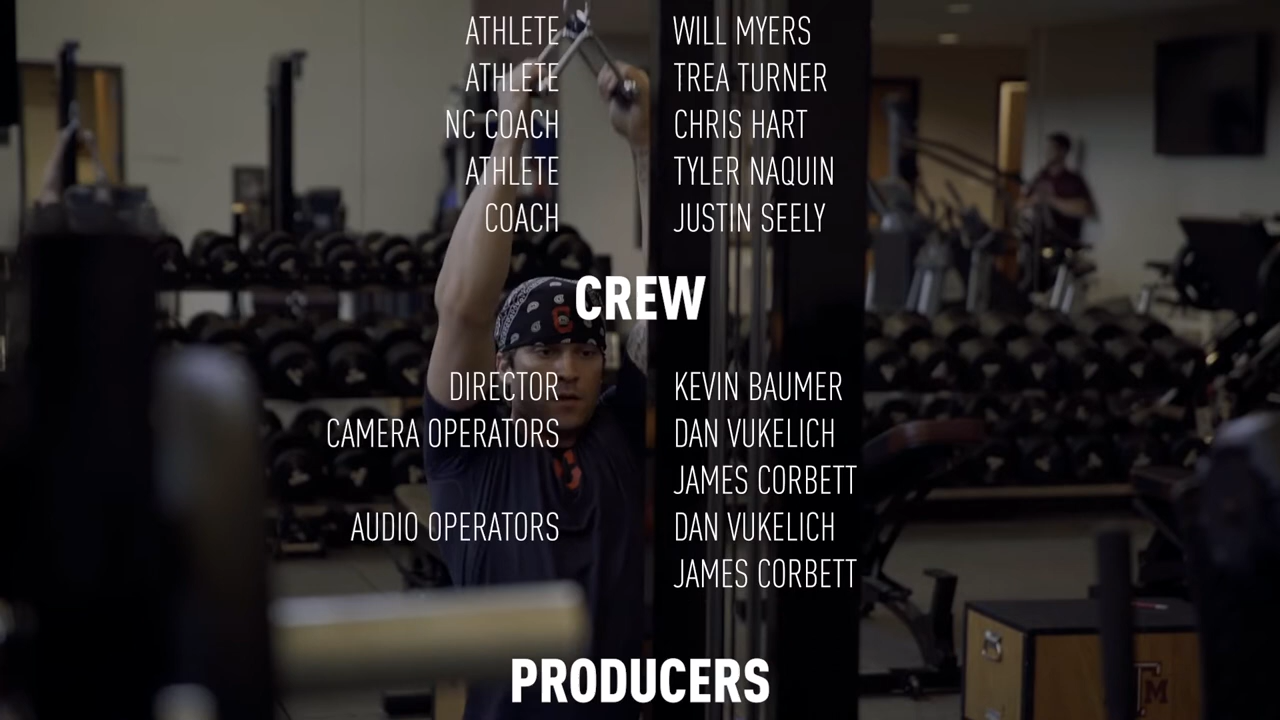 ATHLETE WILL MYERS
ATHLETE TREA TURNER
NC COACH CHRIS HART
ATHLETE TYLER NAQUIN
COACH JUSTIN SEELY
CREW
DIRECTOR KEVIN BAUMER
CAMERA OPERATORS DAN VUKELICH
JAMES CORBETT
AUDIO OPERATORS DAN VUKELICH
JAMES CORBETT
PRODUCERS
TM